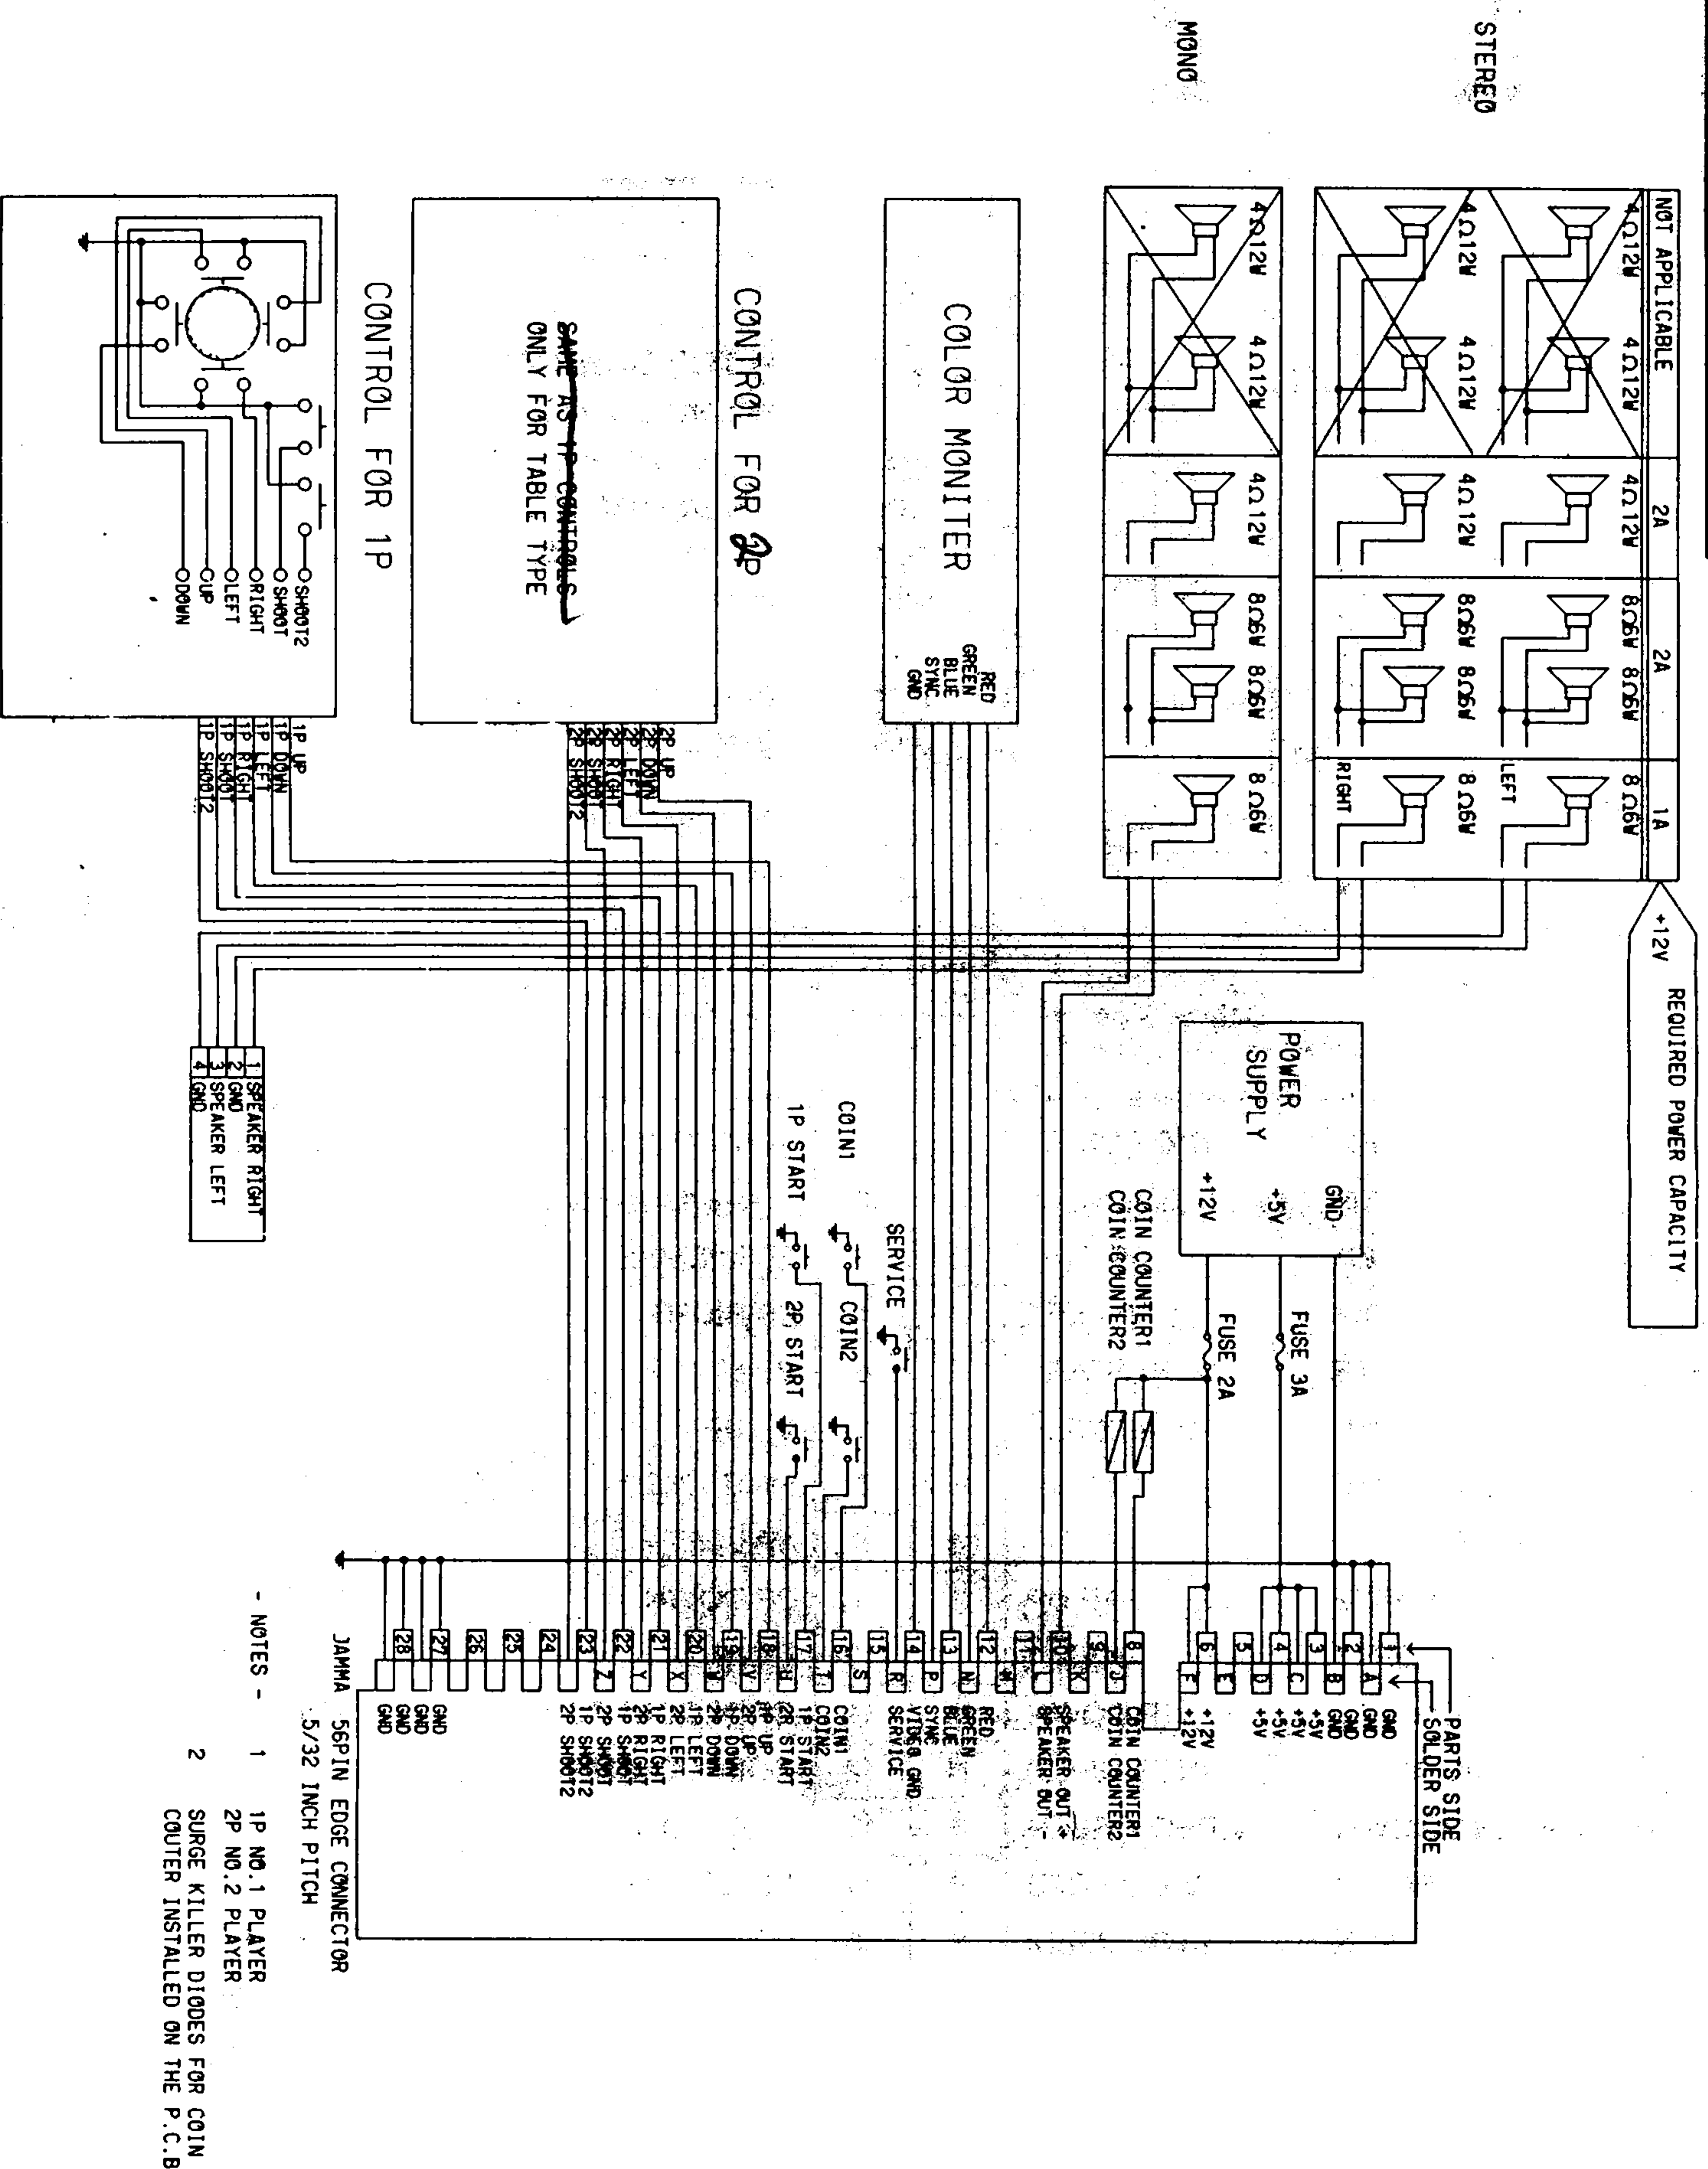 STEREO
MONO
NOT APPLICABLE
2A
2A
1A
+12V
REQUIRED POWER CAPACITY
4Ω12W
4Ω12W
4Ω12W
8Ω6W
8Ω6W
8Ω6W
LEFT
4Ω12W
4Ω12W
4Ω12W
8Ω6W
8Ω6W
8Ω6W
RIGHT
4Ω12W
4Ω12W
4Ω12W
8Ω6W
8Ω6W
8Ω6W
POWER
SUPPLY
GND
+5V
+12V
FUSE 3A
FUSE 2A
COIN COUNTER1
COIN COUNTER2
COLOR MONITER
RED
GREEN
BLUE
SYNC
GND
SERVICE
COIN1
COIN2
1P START
2P START
CONTROL FOR 2P
SAME AS 1P CONTROLS
ONLY FOR TABLE TYPE
2P UP
2P DOWN
2P LEFT
2P RIGHT
2P SHOOT
2P SHOOT2
CONTROL FOR 1P
SHOOT2
SHOOT
RIGHT
LEFT
UP
DOWN
1P UP
1P DOWN
1P LEFT
1P RIGHT
1P SHOOT
1P SHOOT2
1 SPEAKER RIGHT
2 GND
3 SPEAKER LEFT
4 GND
PARTS SIDE
SOLDER SIDE
1 GND
A GND
2 GND
B GND
3 +5V
C +5V
4 +5V
D +5V
5
E
6 +12V
F +12V
8 COIN COUNTER1
J COIN COUNTER2
9
K
10 SPEAKER OUT +
L SPEAKER OUT -
11
M
12 RED
N GREEN
13 BLUE
P SYNC
14 VIDEO GND
R SERVICE
15
S
16 COIN1
T COIN2
17 1P START
U 2P START
18 1P UP
V 2P UP
19 1P DOWN
W 2P DOWN
20 1P LEFT
X 2P LEFT
21 1P RIGHT
Y 2P RIGHT
22 1P SHOOT
Z 2P SHOOT
23 1P SHOOT2
2P SHOOT2
24
25
26
27 GND
GND
28 GND
GND
JAMMA 56PIN EDGE CONNECTOR
5/32 INCH PITCH
- NOTES -
1 1P NO.1 PLAYER
2P NO.2 PLAYER
2 SURGE KILLER DIODES FOR COIN
COUTER INSTALLED ON THE P.C.B